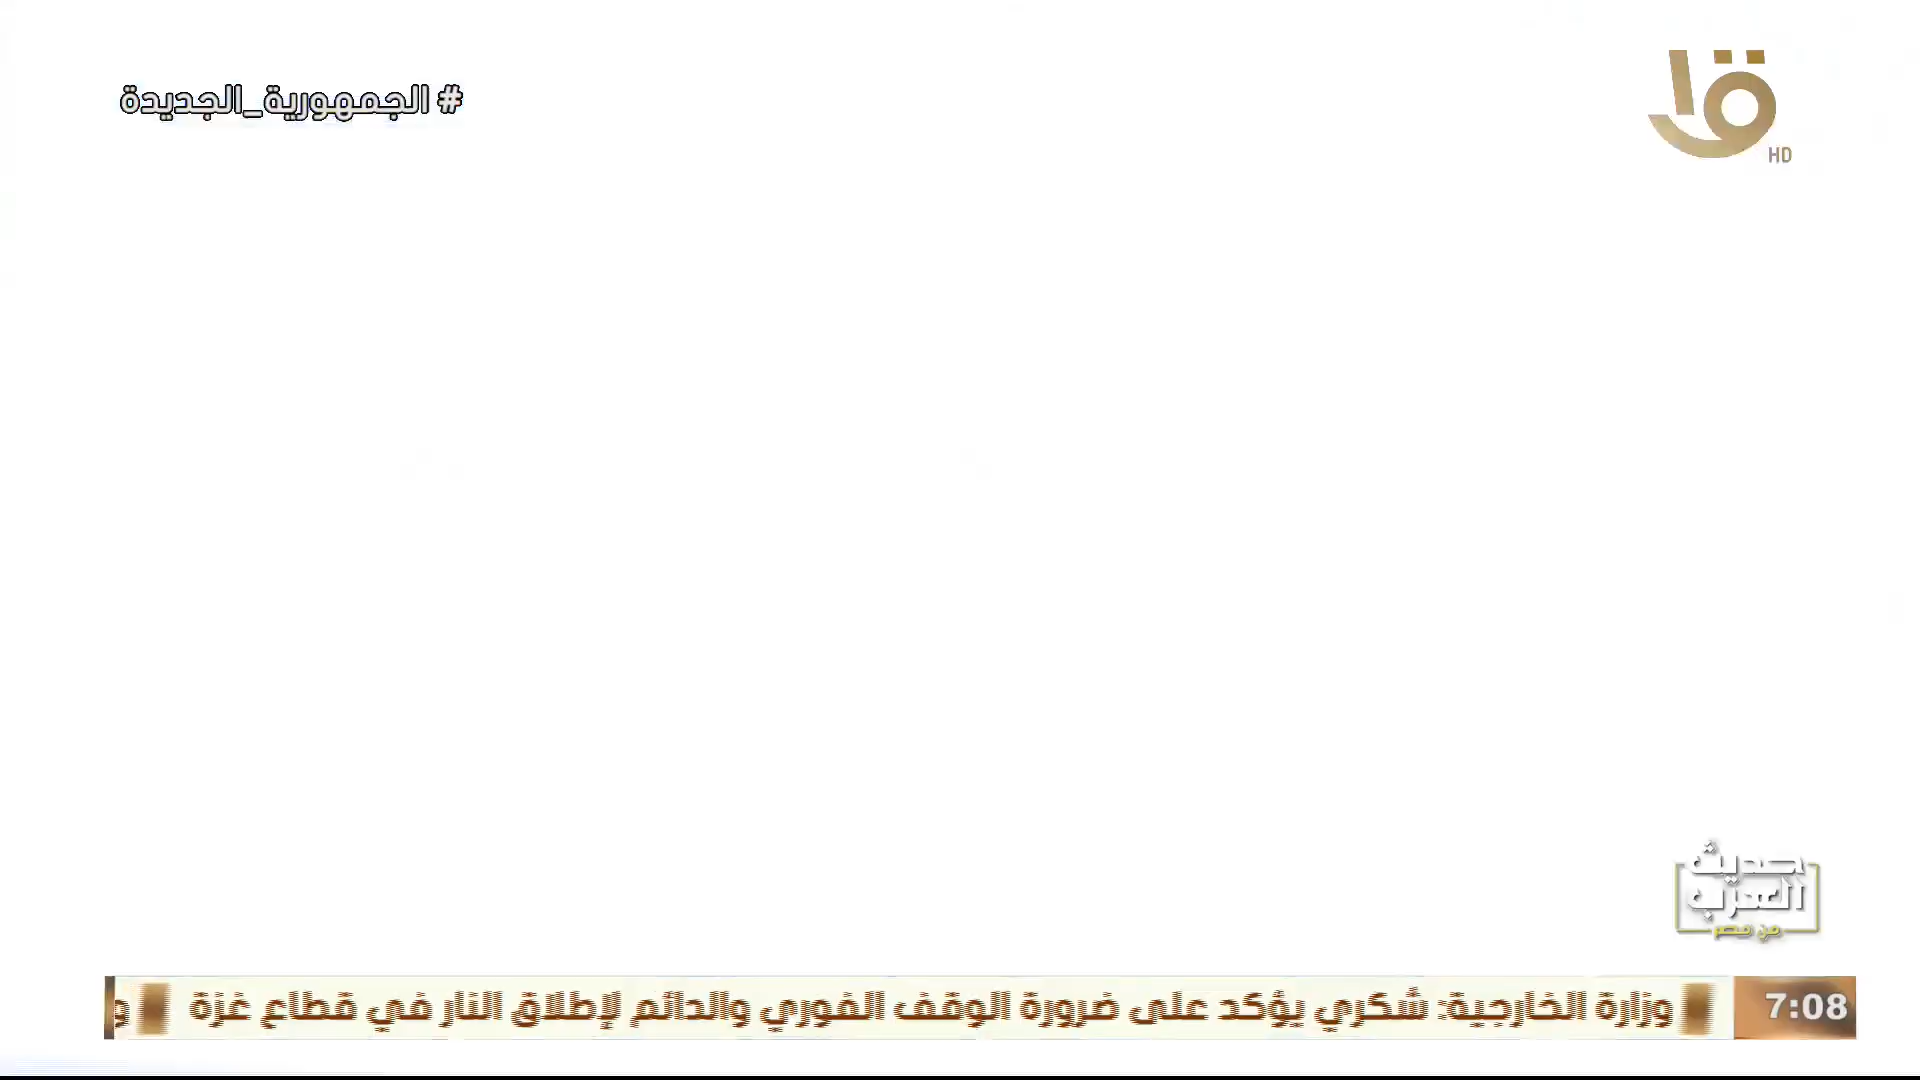 # الجمهورية_الجديدة
HD
حديث
العرب
من مصر
وزارة الخارجية: شكري يؤكد على ضرورة الوقف الفوري والدائم لإطلاق النار في قطاع غزة
7:08